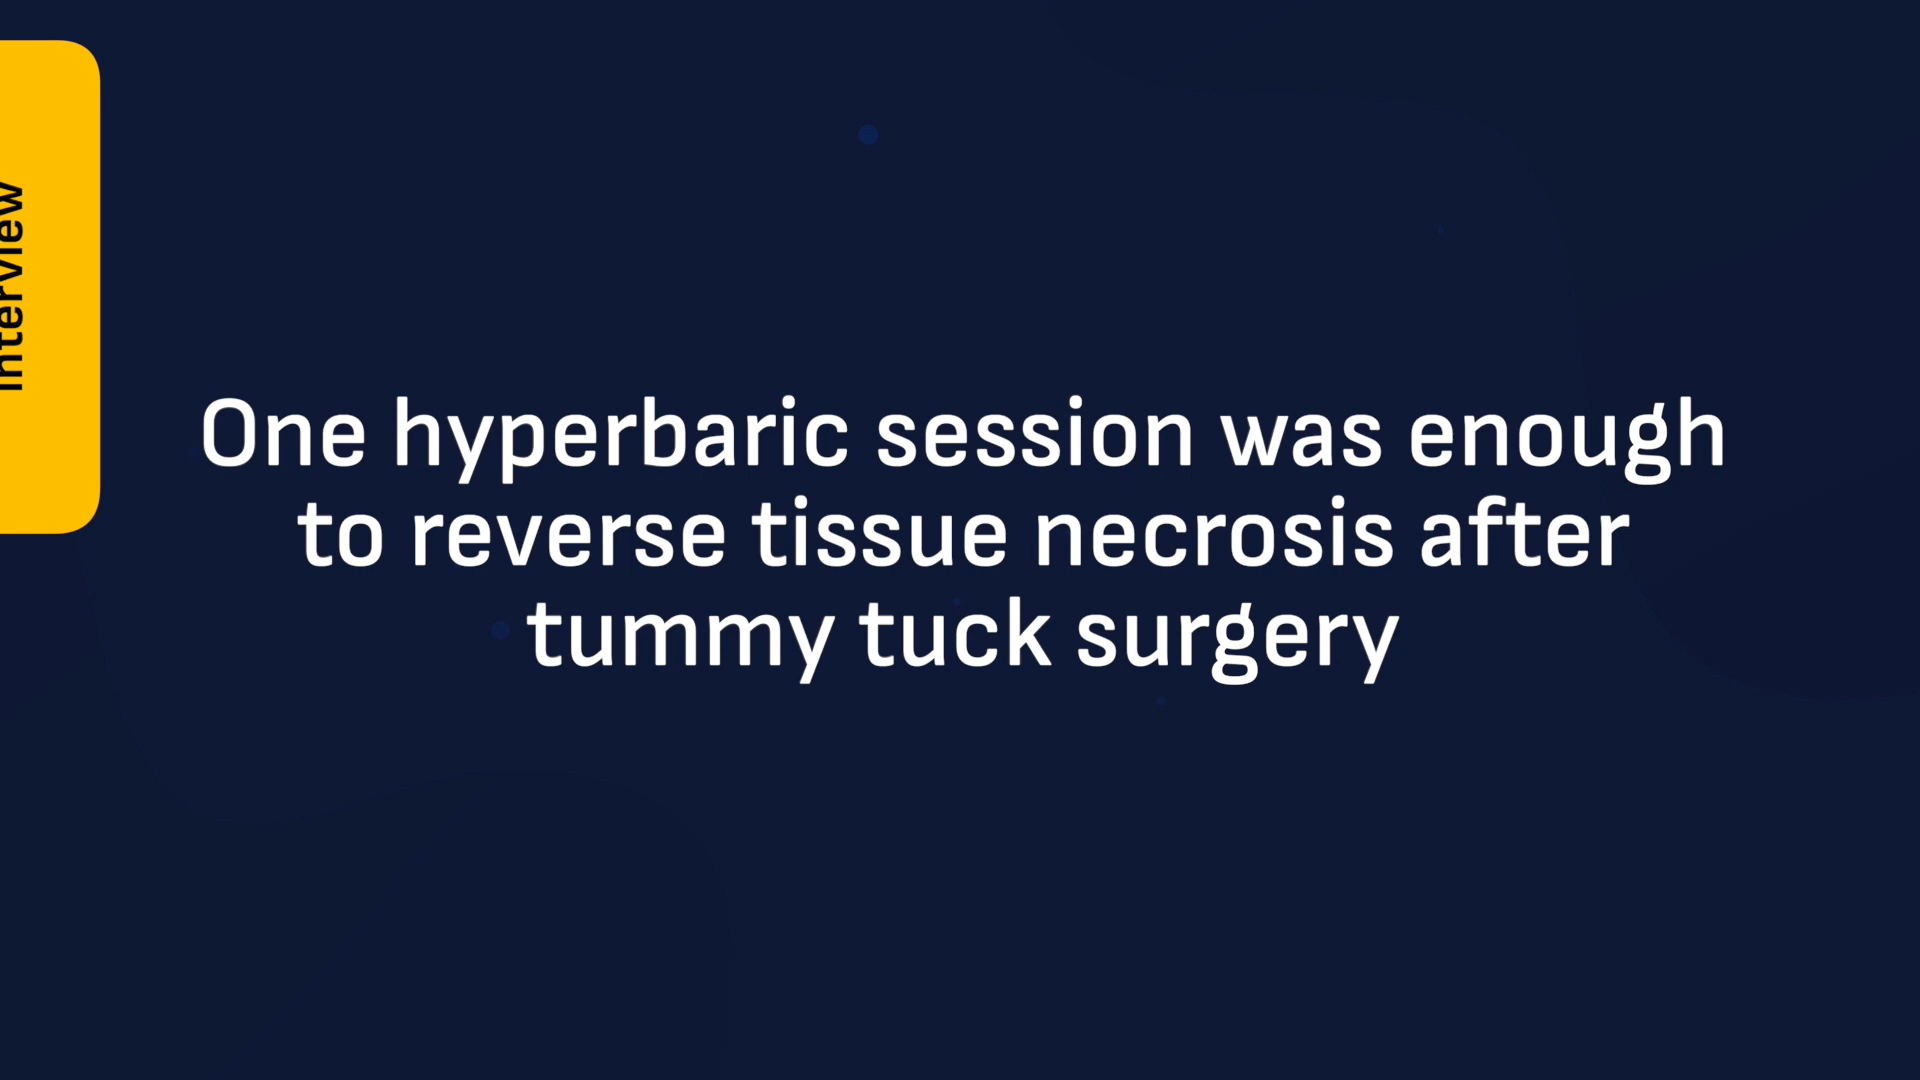 Interview
One hyperbaric session was enough
to reverse tissue necrosis after
tummy tuck surgery